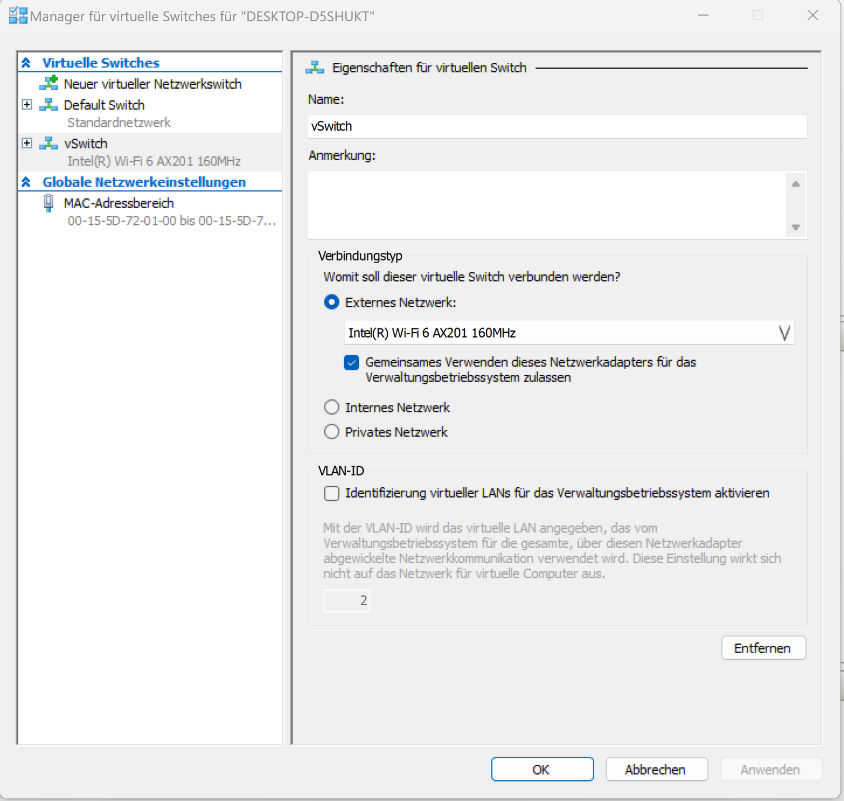 Manager für virtuelle Switches für "DESKTOP-D5SHUKT"
Virtuelle Switches
Neuer virtueller Netzwerkswitch
Default Switch
Standardnetzwerk
vSwitch
Intel(R) Wi-Fi 6 AX201 160MHz
Globale Netzwerkeinstellungen
MAC-Adressbereich
00-15-5D-72-01-00 bis 00-15-5D-7...
Eigenschaften für virtuellen Switch
Name:
vSwitch
Anmerkung:
Verbindungstyp
Womit soll dieser virtuelle Switch verbunden werden?
Externes Netzwerk:
Intel(R) Wi-Fi 6 AX201 160MHz
Gemeinsames Verwenden dieses Netzwerkadapters für das
Verwaltungsbetriebssystem zulassen
Internes Netzwerk
Privates Netzwerk
VLAN-ID
Identifizierung virtueller LANs für das Verwaltungsbetriebssystem aktivieren
Mit der VLAN-ID wird das virtuelle LAN angegeben, das vom
Verwaltungsbetriebssystem für die gesamte, über diesen Netzwerkadapter
abgewickelte Netzwerkkommunikation verwendet wird. Diese Einstellung wirkt sich
nicht auf das Netzwerk für virtuelle Computer aus.
2
Entfernen
OK
Abbrechen
Anwenden